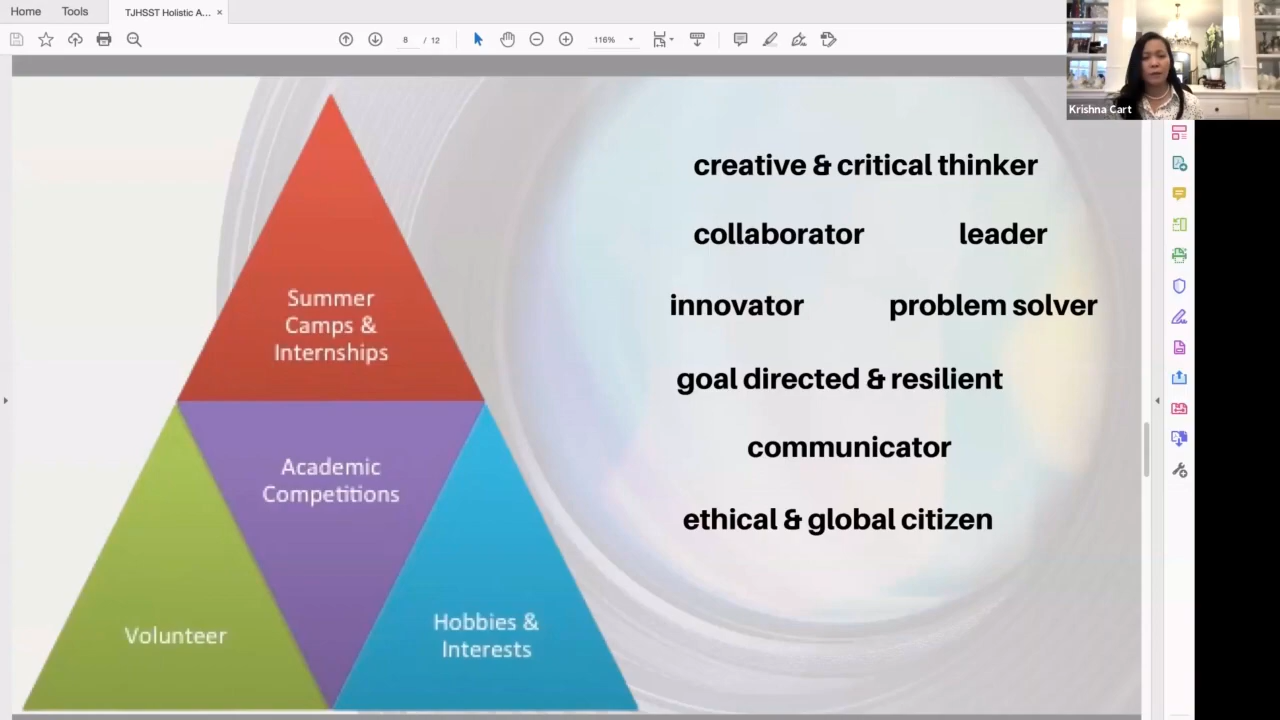 Home Tools TJHSST Holistic A... ×
8 / 12 116%
Krishna Cart
Summer
Camps &
Internships
Academic
Competitions
Volunteer
Hobbies &
Interests
creative & critical thinker
collaborator leader
innovator problem solver
goal directed & resilient
communicator
ethical & global citizen